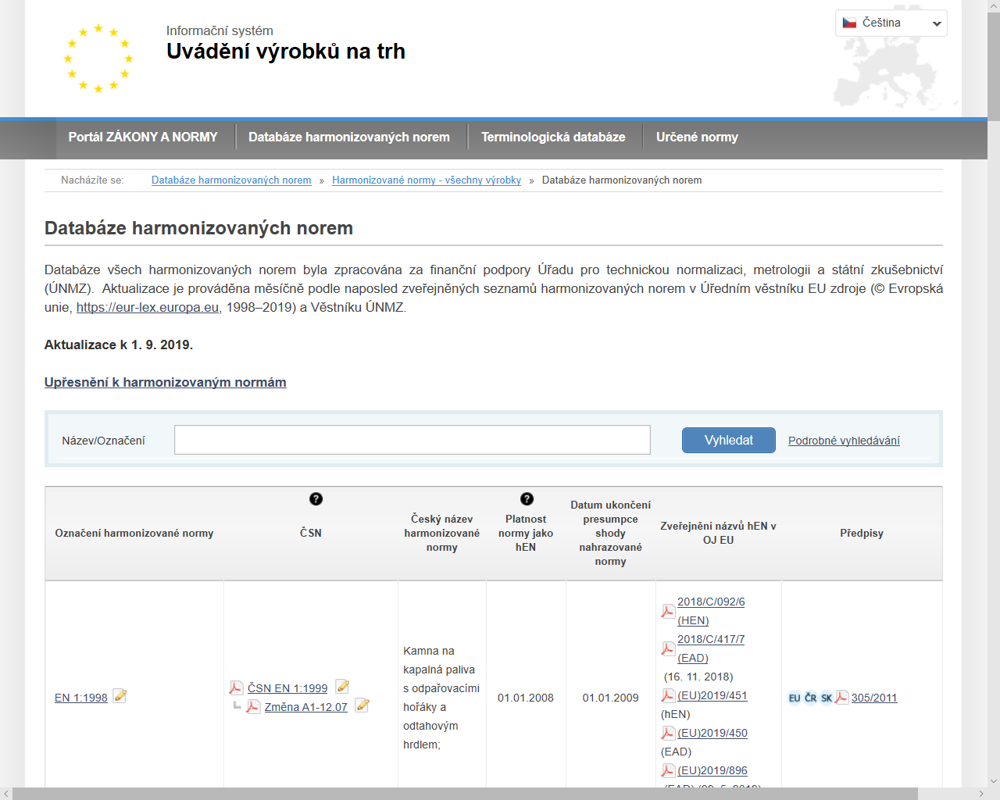 Informační systém
Uvádění výrobků na trh
Čeština
Portál ZÁKONY A NORMY
Databáze harmonizovaných norem
Terminologická databáze
Určené normy
Nacházíte se: Databáze harmonizovaných norem » Harmonizované normy - všechny výrobky » Databáze harmonizovaných norem
Databáze harmonizovaných norem
Databáze všech harmonizovaných norem byla zpracována za finanční podpory Úřadu pro technickou normalizaci, metrologii a státní zkušebnictví
(ÚNMZ). Aktualizace je prováděna měsíčně podle naposled zveřejněných seznamů harmonizovaných norem v Úředním věstníku EU zdroje (© Evropská
unie, https://eur-lex.europa.eu, 1998–2019) a Věstníku ÚNMZ.
Aktualizace k 1. 9. 2019.
Upřesnění k harmonizovaným normám
Název/Označení
Vyhledat
Podrobné vyhledávání
Označení harmonizované normy
?
ČSN
Český název
harmonizované
normy
?
Platnost
normy jako
hEN
Datum ukončení
presumpce
shody
nahrazované
normy
Zveřejnění názvů hEN v
OJ EU
Předpisy
EN 1:1998
ČSN EN 1:1999
Změna A1-12.07
Kamna na
kapalná paliva
s odpařovacími
hořáky a
odtahovým
hrdlem;
01.01.2008
01.01.2009
2018/C/092/6
(HEN)
2018/C/417/7
(EAD)
(16. 11. 2018)
(EU)2019/451
(hEN)
(EU)2019/450
(EAD)
(EU)2019/896
EU ČR SK 305/2011